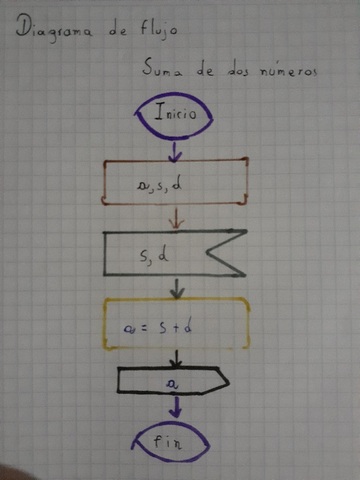 Diagrama de flujo
Suma de dos números
Inicio
a, s, d
s, d
a = s + d
a
fin